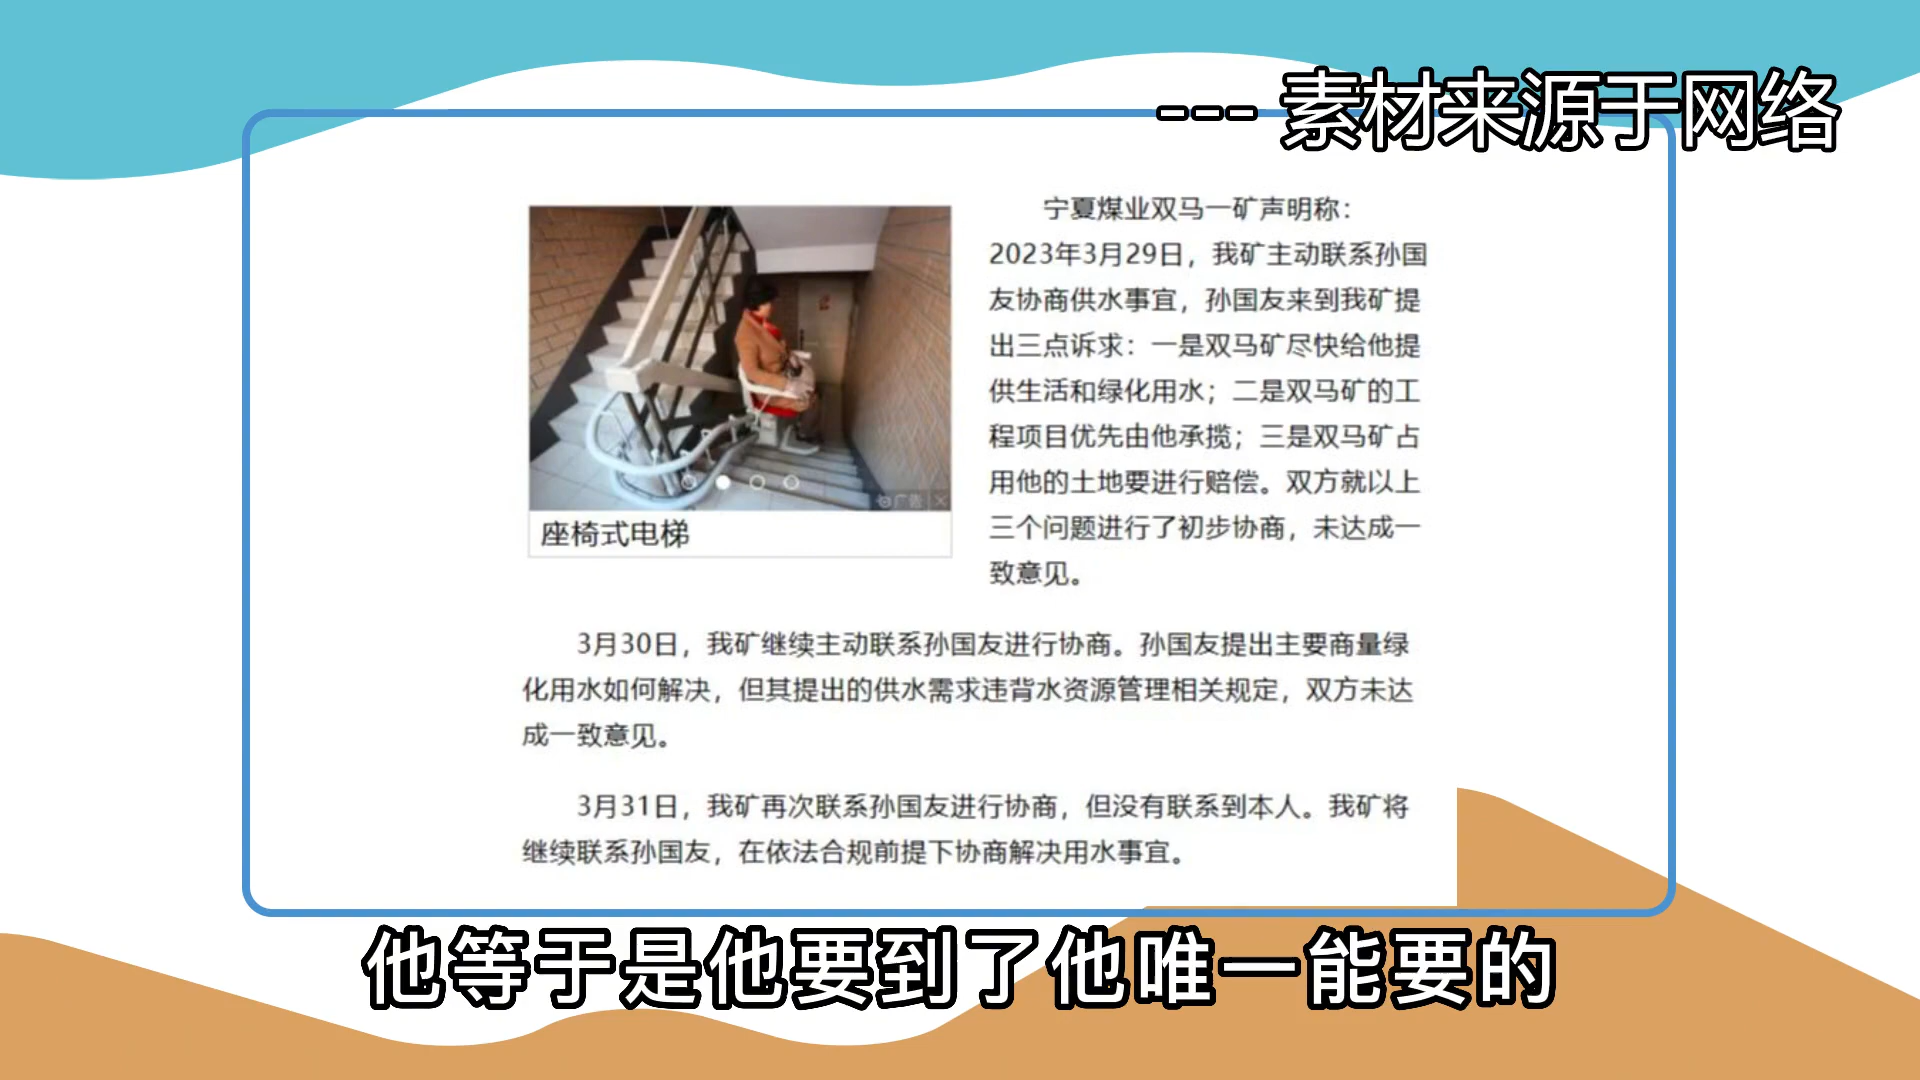 --- 素材来源于网络
宁夏煤业双马一矿声明称：
2023年3月29日，我矿主动联系孙国
友协商供水事宜，孙国友来到我矿提
出三点诉求：一是双马矿尽快给他提
供生活和绿化用水；二是双马矿的工
程项目优先由他承揽；三是双马矿占
用他的土地要进行赔偿。双方就以上
三个问题进行了初步协商，未达成一
致意见。
广告
座椅式电梯
3月30日，我矿继续主动联系孙国友进行协商。孙国友提出主要商量绿
化用水如何解决，但其提出的供水需求违背水资源管理相关规定，双方未达
成一致意见。
3月31日，我矿再次联系孙国友进行协商，但没有联系到本人。我矿将
继续联系孙国友，在依法合规前提下协商解决用水事宜。
他等于是他要到了他唯一能要的